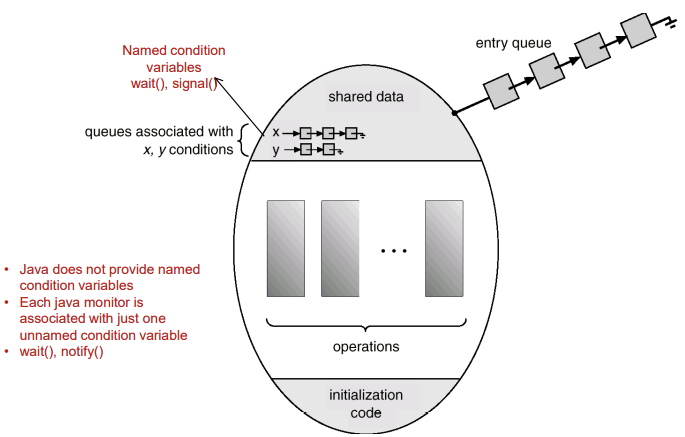 Named condition
variables
wait(), signal()
entry queue
shared data
queues associated with
x, y conditions
x
y
• Java does not provide named
condition variables
• Each java monitor is
associated with just one
unnamed condition variable
• wait(), notify()
...
operations
initialization
code